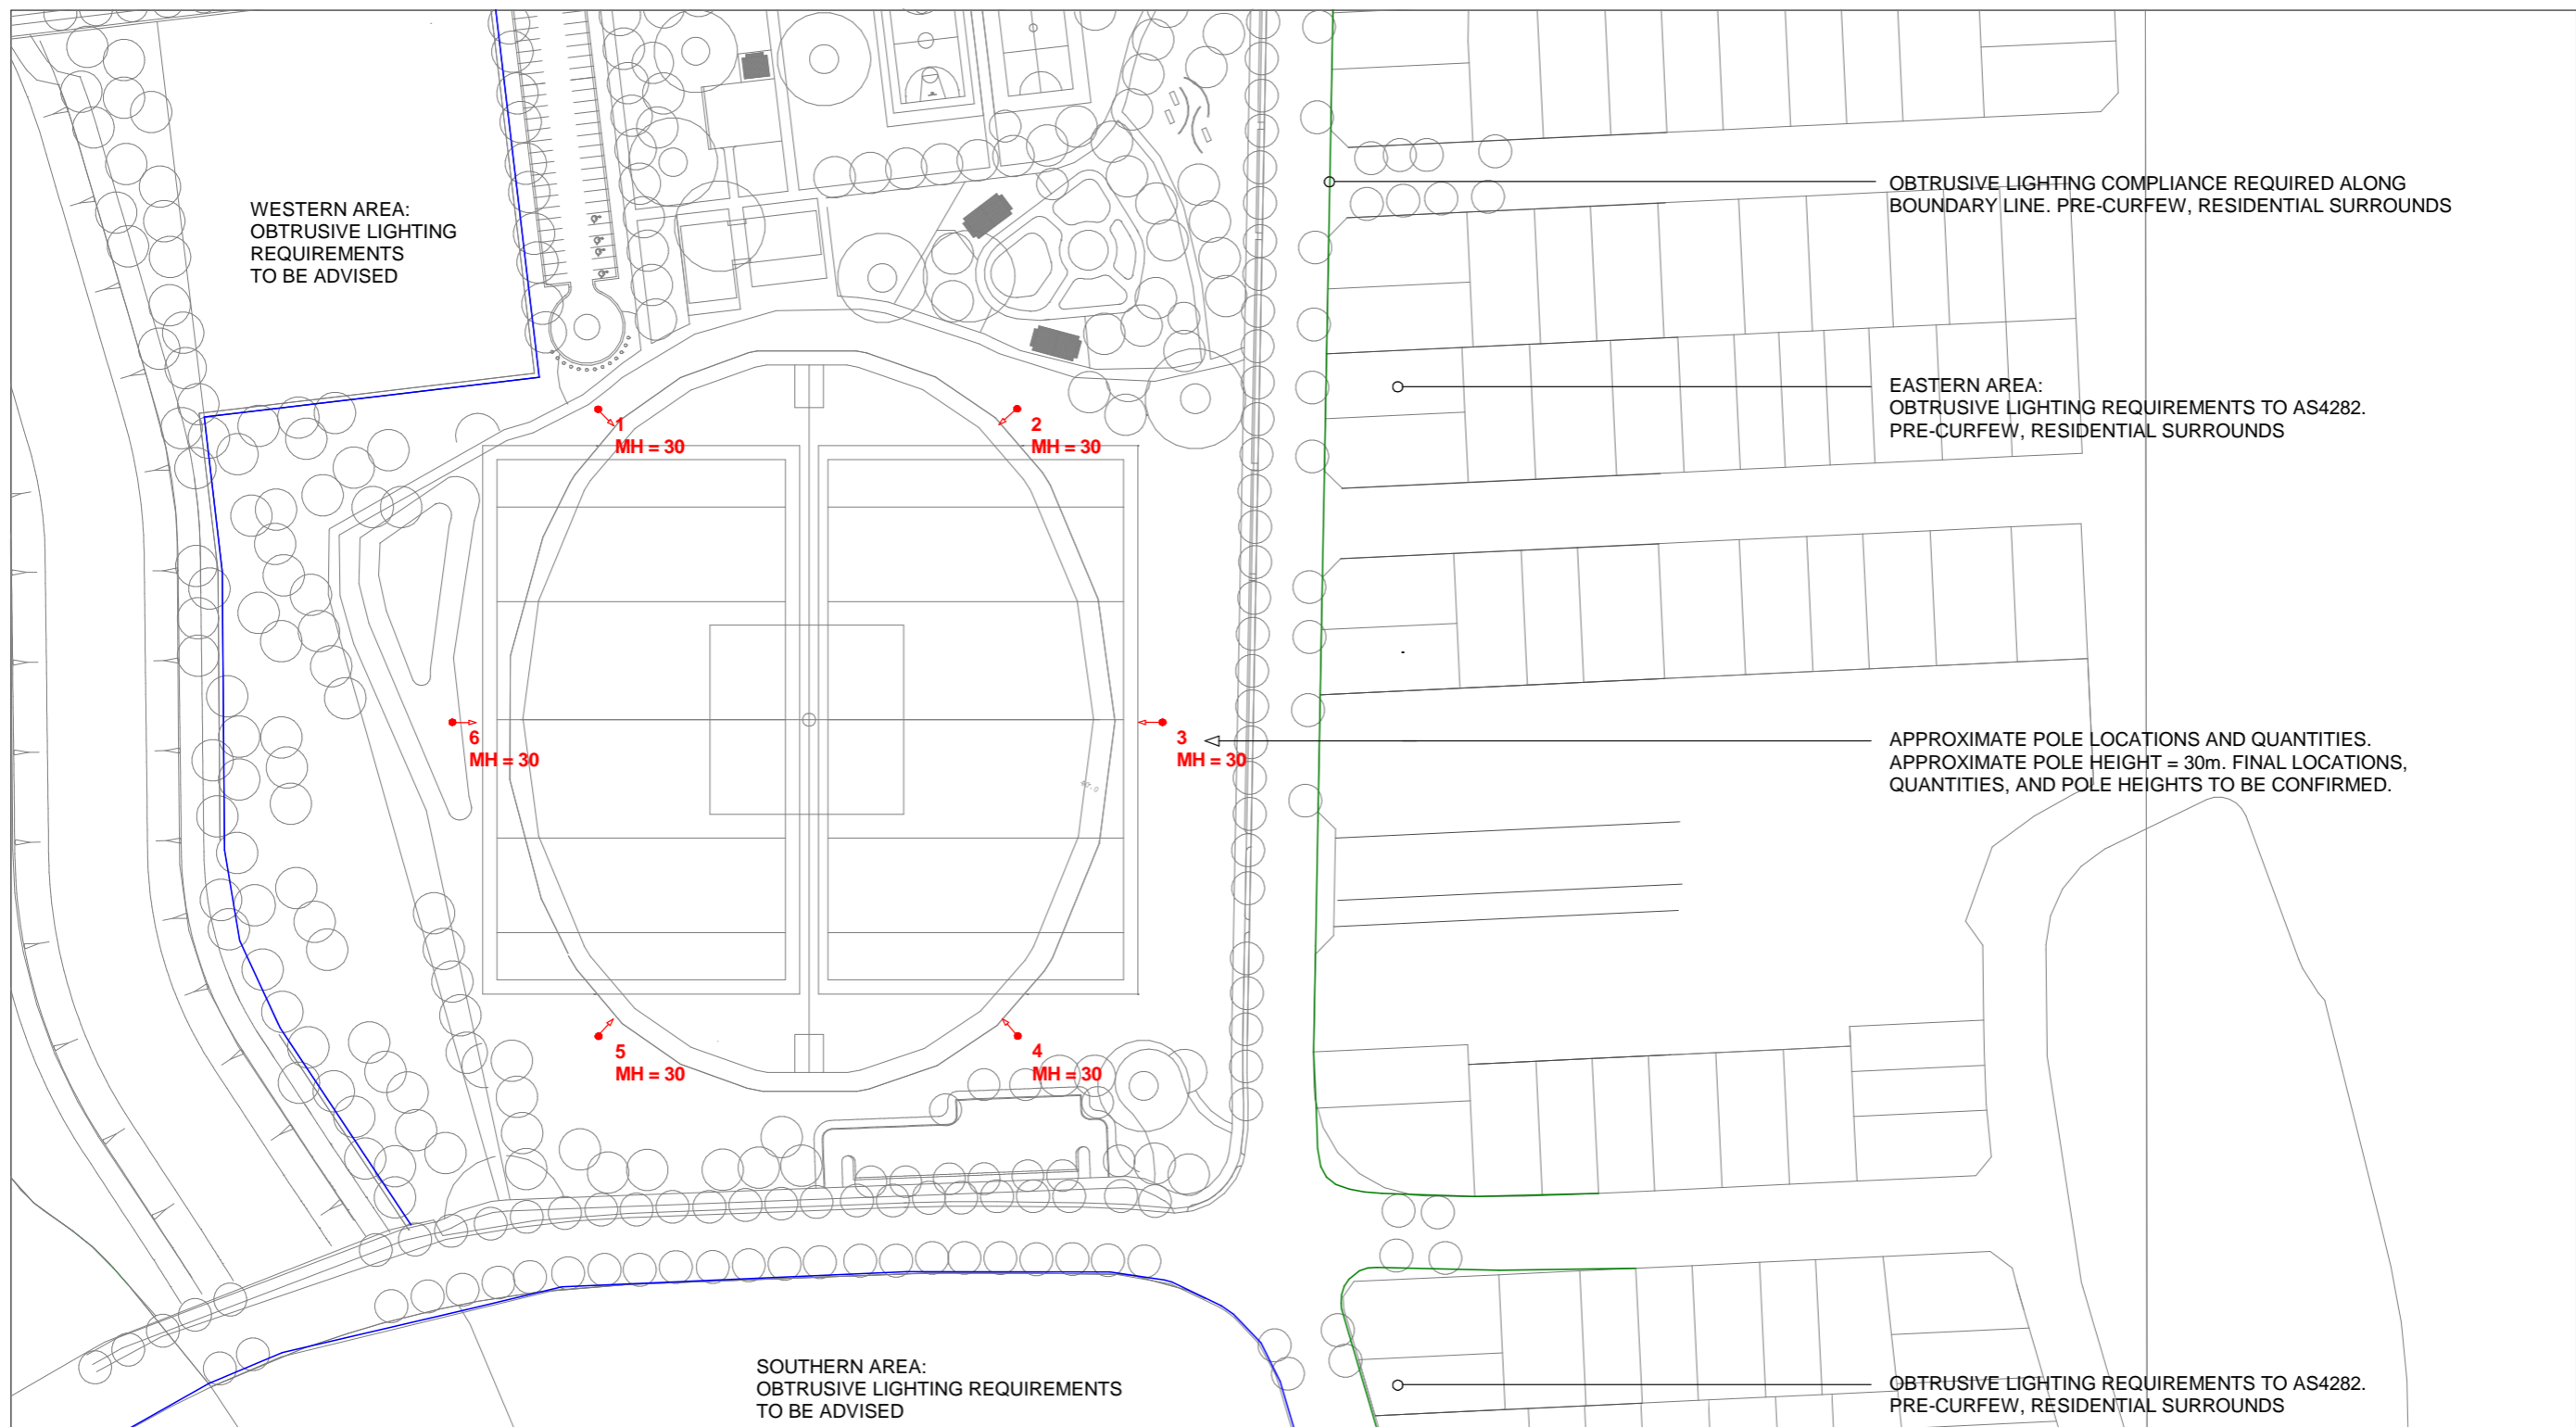 WESTERN AREA:
OBTRUSIVE LIGHTING
REQUIREMENTS
TO BE ADVISED
OBTRUSIVE LIGHTING COMPLIANCE REQUIRED ALONG
BOUNDARY LINE. PRE-CURFEW, RESIDENTIAL SURROUNDS
EASTERN AREA:
OBTRUSIVE LIGHTING REQUIREMENTS TO AS4282.
PRE-CURFEW, RESIDENTIAL SURROUNDS
1
MH = 30
2
MH = 30
6
MH = 30
3
MH = 30
APPROXIMATE POLE LOCATIONS AND QUANTITIES.
APPROXIMATE POLE HEIGHT = 30m. FINAL LOCATIONS,
QUANTITIES, AND POLE HEIGHTS TO BE CONFIRMED.
5
MH = 30
4
MH = 30
SOUTHERN AREA:
OBTRUSIVE LIGHTING REQUIREMENTS
TO BE ADVISED
OBTRUSIVE LIGHTING REQUIREMENTS TO AS4282.
PRE-CURFEW, RESIDENTIAL SURROUNDS